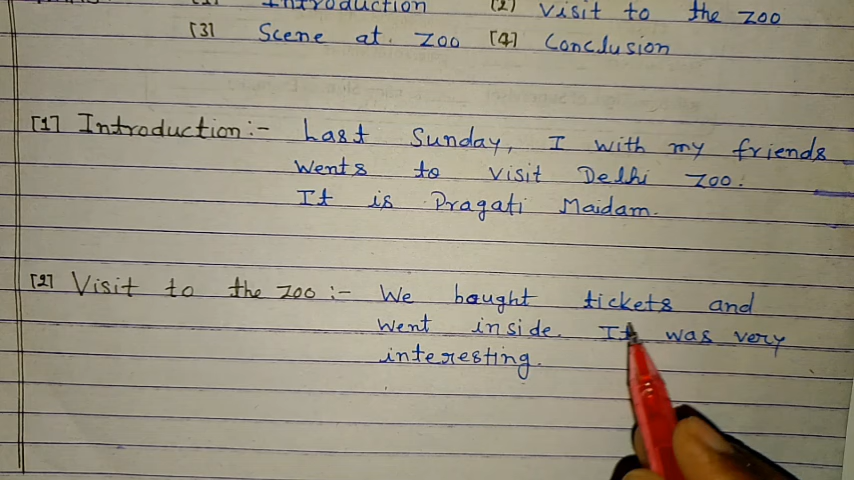 Introduction (2) Visit to the zoo
[3] Scene at zoo [4] Conclusion
[1] Introduction:- Last Sunday, I with my friends
wents to visit Delhi zoo.
It is Pragati Maidam.
[2] Visit to the zoo:- We bought tickets and
went inside. It was very
interesting.